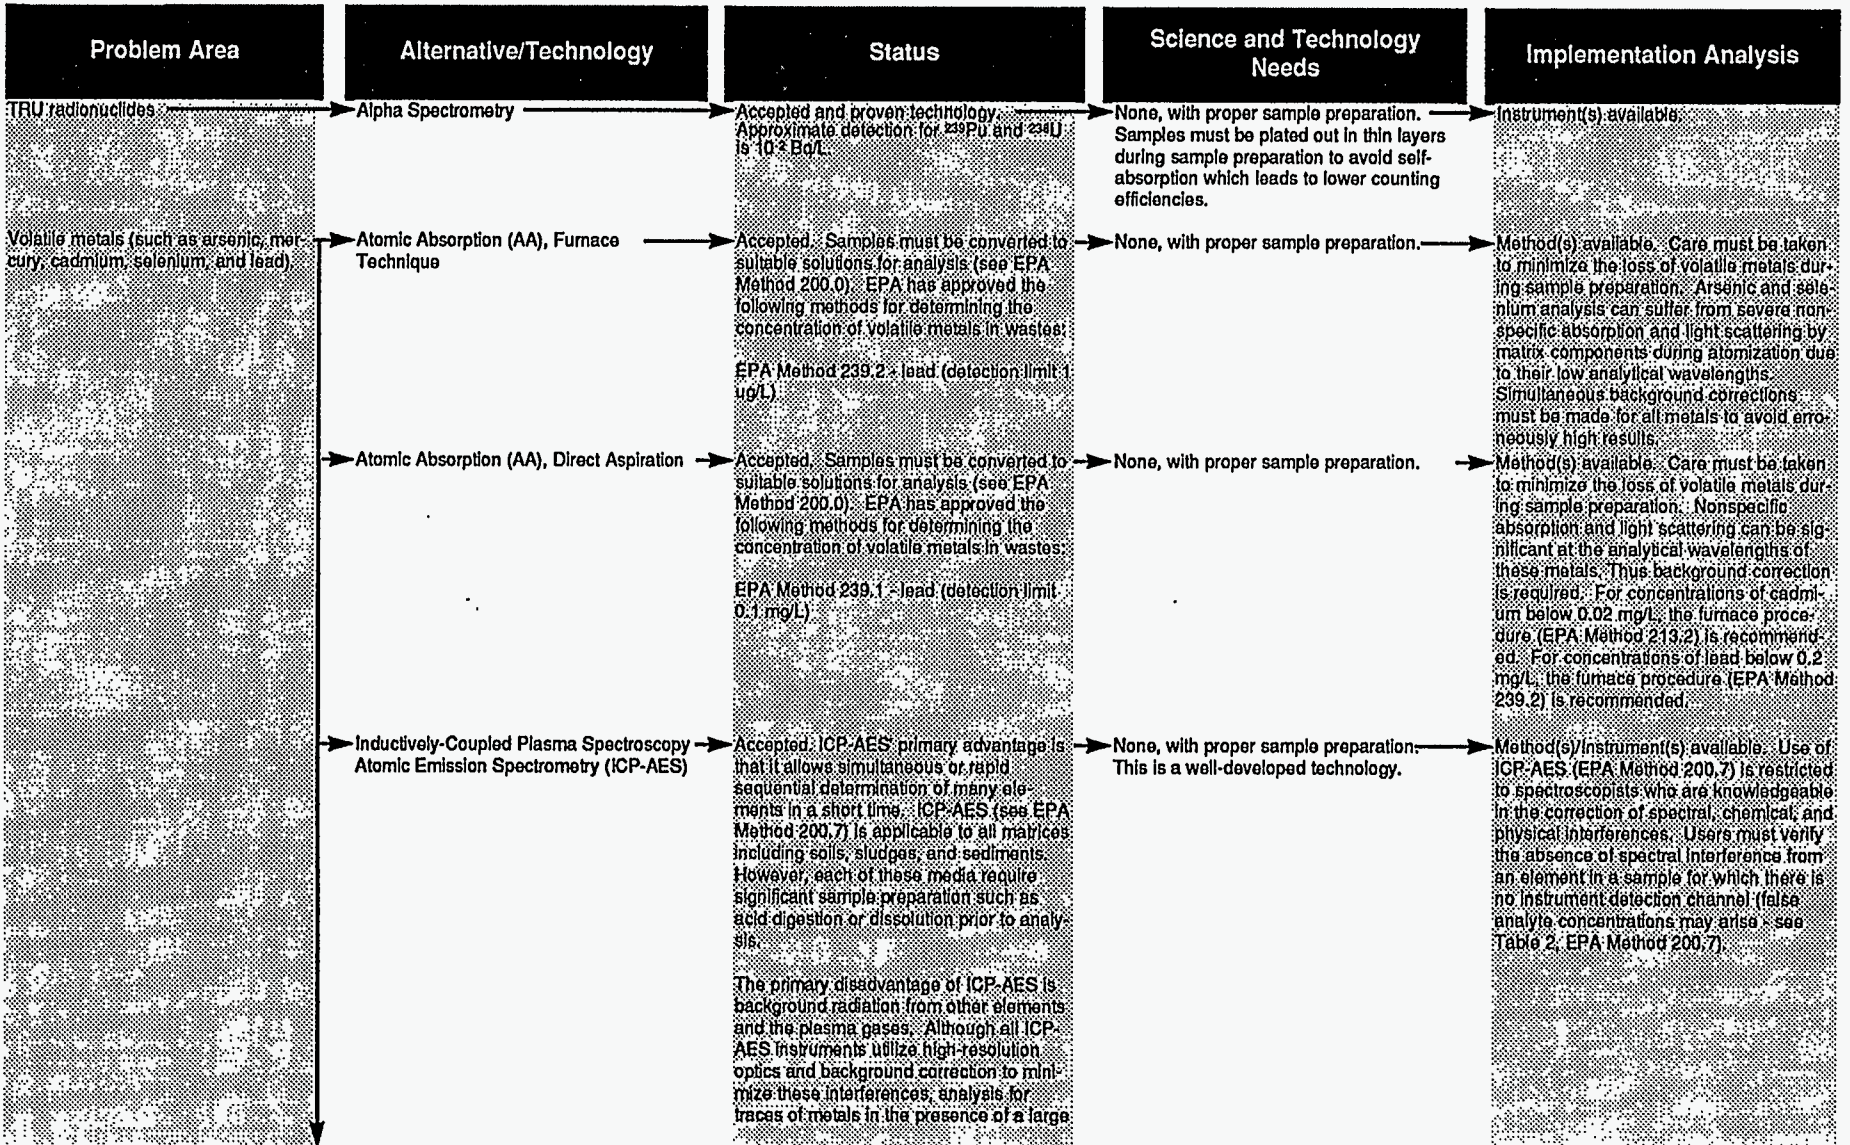 Problem Area
Alternative/Technology
Status
Science and Technology
Needs
Implementation Analysis
TRU radionuclides
Alpha Spectrometry
Accepted and proven technology.
Approximate detection for ²³⁹Pu and ²³⁸U
is 10⁻² Bq/L.
None, with proper sample preparation.
Samples must be plated out in thin layers
during sample preparation to avoid self-
absorption which leads to lower counting
efficiencies.
Instrument(s) available.
Volatile metals (such as arsenic, mer-
cury, cadmium, selenium, and lead).
Atomic Absorption (AA), Furnace
Technique
Accepted. Samples must be converted to
suitable solutions for analysis (see EPA
Method 200.0). EPA has approved the
following methods for determining the
concentration of volatile metals in wastes:
EPA Method 239.2 - lead (detection limit 1
ug/L)
None, with proper sample preparation.
Method(s) available. Care must be taken
to minimize the loss of volatile metals dur-
ing sample preparation. Arsenic and sele-
nium analysis can suffer from severe non-
specific absorption and light scattering by
matrix components during atomization due
to their low analytical wavelengths.
Simultaneous background corrections
must be made for all metals to avoid erro-
neously high results.
Atomic Absorption (AA), Direct Aspiration
Accepted. Samples must be converted to
suitable solutions for analysis (see EPA
Method 200.0). EPA has approved the
following methods for determining the
concentration of volatile metals in wastes:
EPA Method 239.1 - lead (detection limit
0.1 mg/L)
None, with proper sample preparation.
Method(s) available. Care must be taken
to minimize the loss of volatile metals dur-
ing sample preparation. Nonspecific
absorption and light scattering can be sig-
nificant at the analytical wavelengths of
these metals. Thus background correction
is required. For concentrations of cadmi-
um below 0.02 mg/L, the furnace proce-
dure (EPA Method 213.2) is recommend-
ed. For concentrations of lead below 0.2
mg/L, the furnace procedure (EPA Method
239.2) is recommended.
Inductively-Coupled Plasma Spectroscopy
Atomic Emission Spectrometry (ICP-AES)
Accepted. ICP-AES' primary advantage is
that it allows simultaneous or rapid
sequential determination of many ele-
ments in a short time. ICP-AES (see EPA
Method 200.7) is applicable to all matrices
including soils, sludges, and sediments.
However, each of these media require
significant sample preparation such as
acid digestion or dissolution prior to analy-
sis.
The primary disadvantage of ICP-AES is
background radiation from other elements
and the plasma gases. Although all ICP-
AES instruments utilize high-resolution
optics and background correction to mini-
mize these interferences, analysis for
traces of metals in the presence of a large
None, with proper sample preparation.
This is a well-developed technology.
Method(s)/Instrument(s) available. Use of
ICP-AES (EPA Method 200.7) is restricted
to spectroscopists who are knowledgeable
in the correction of spectral, chemical, and
physical interferences. Users must verify
the absence of spectral interference from
an element in a sample for which there is
no instrument detection channel (false
analyte concentrations may arise - see
Table 2, EPA Method 200.7).